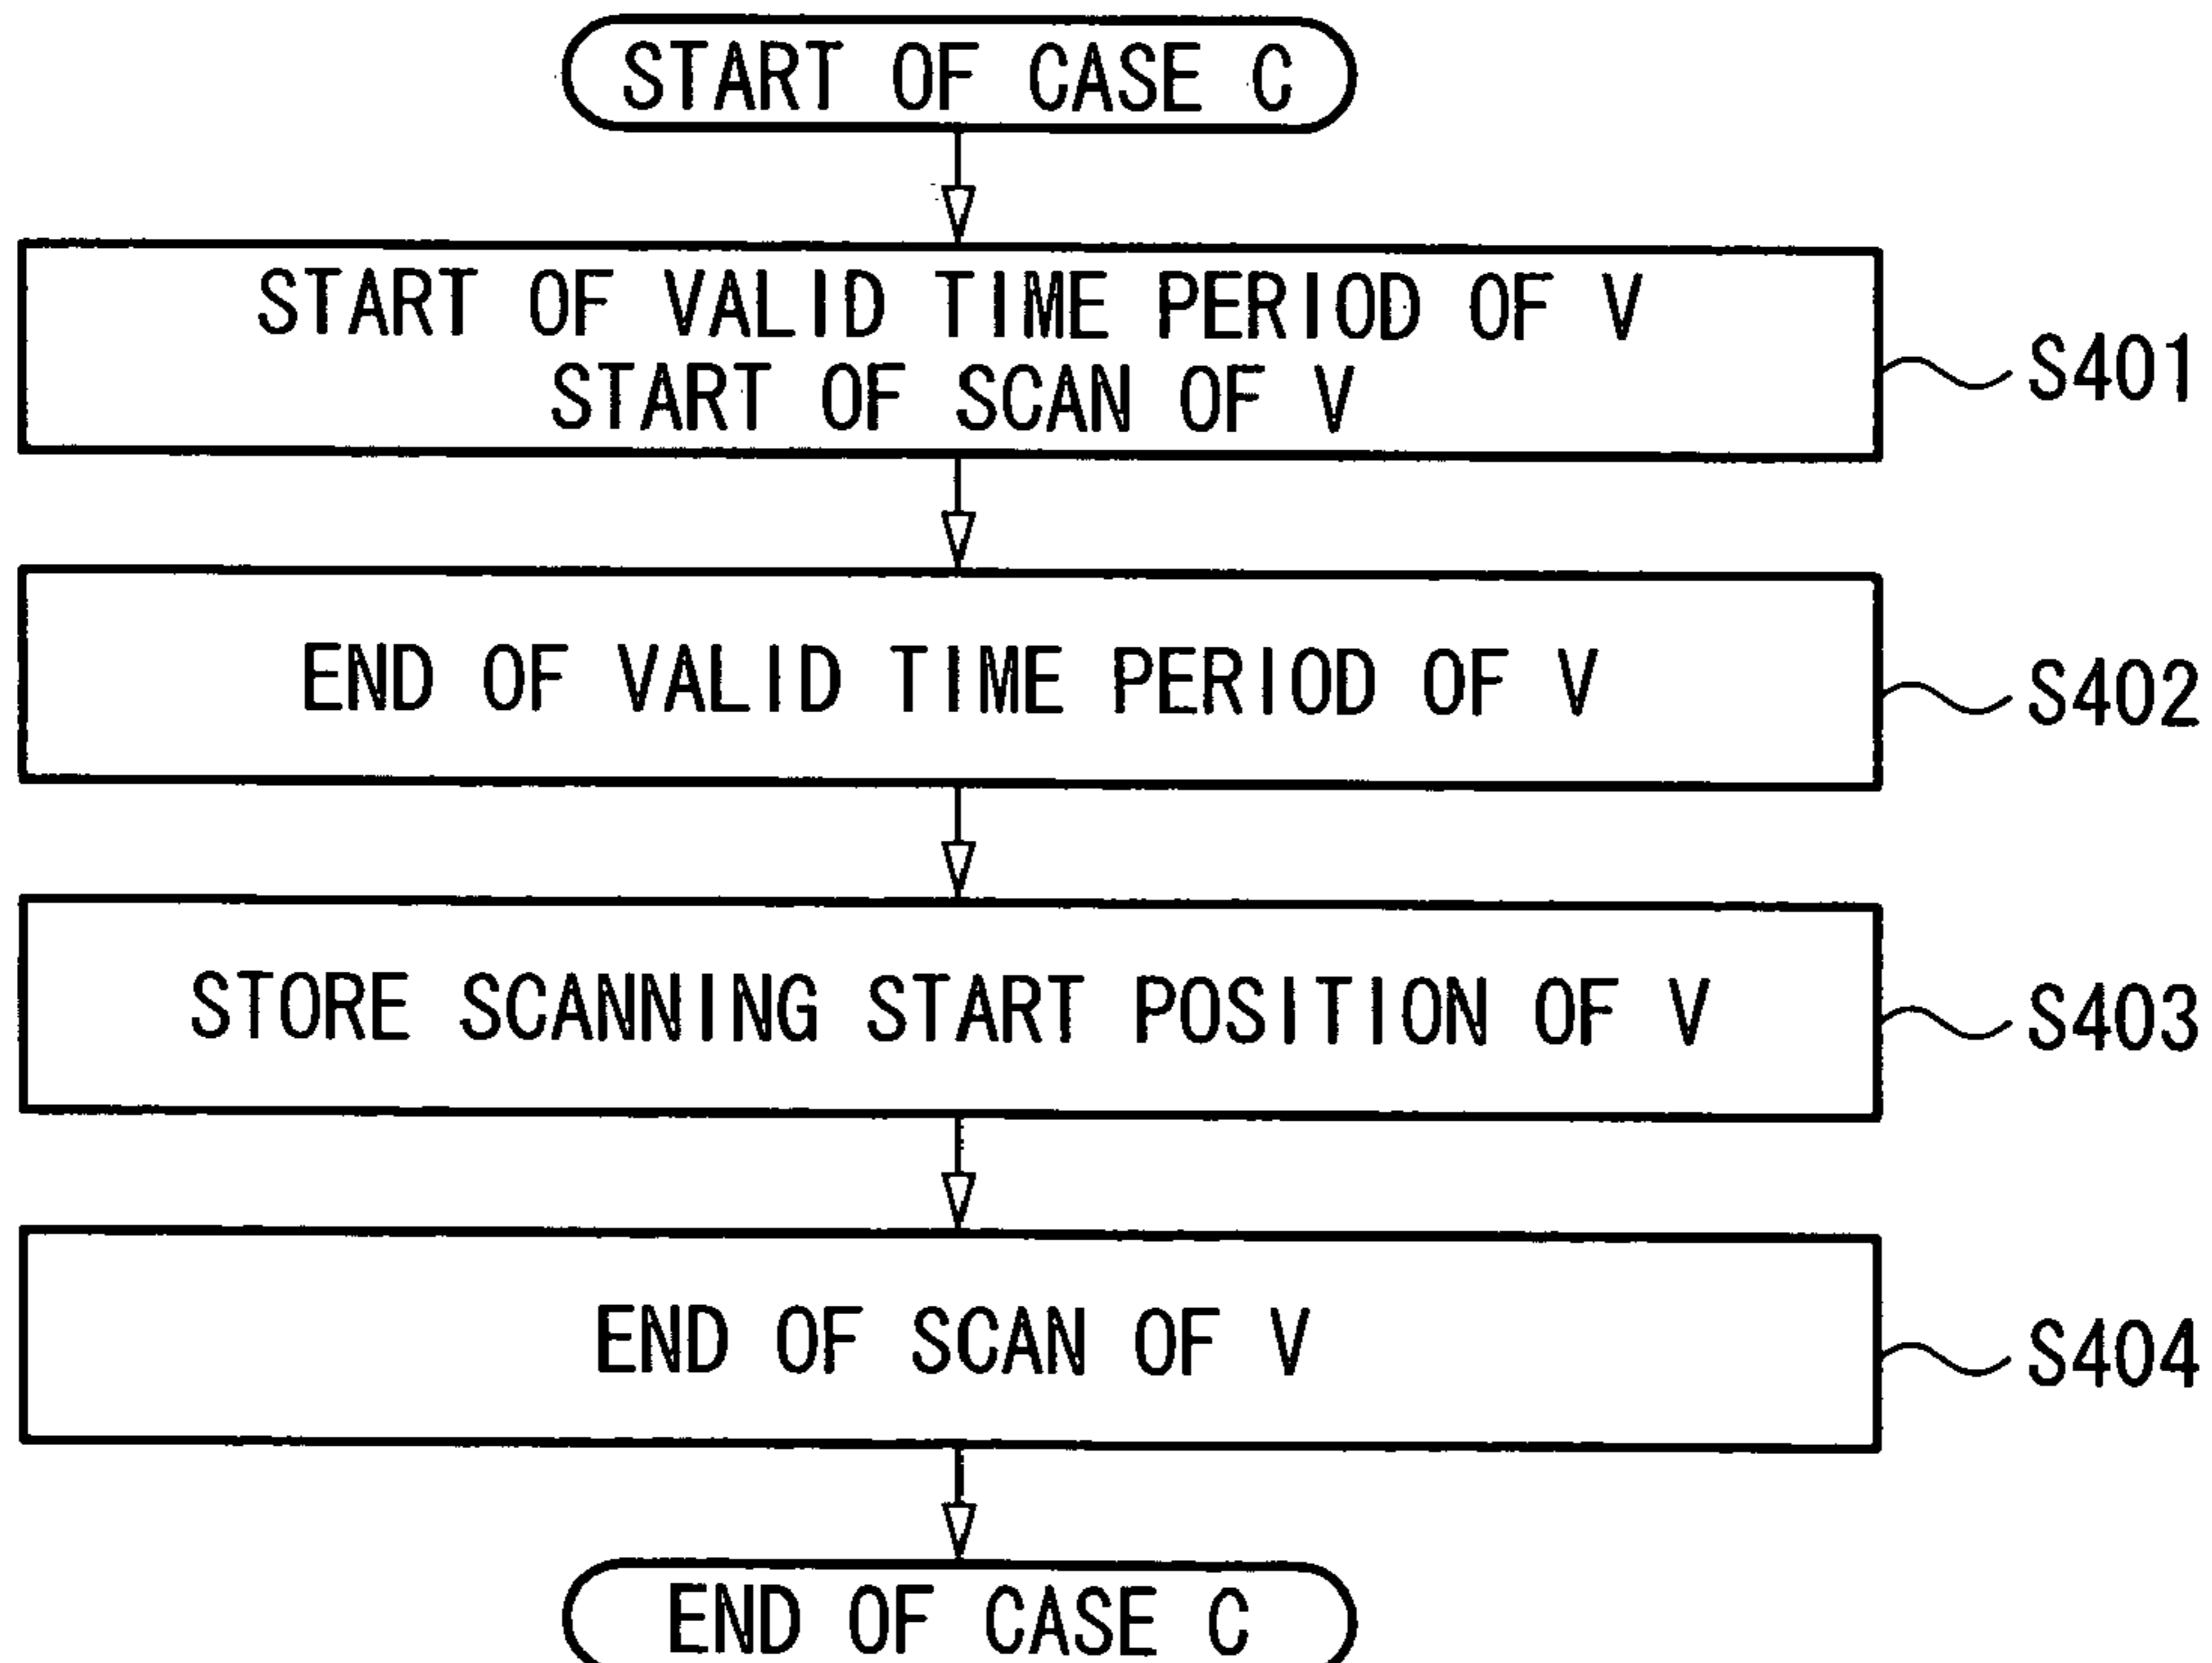 START OF CASE C
START OF VALID TIME PERIOD OF V
START OF SCAN OF V
S401
END OF VALID TIME PERIOD OF V
S402
STORE SCANNING START POSITION OF V
S403
END OF SCAN OF V
S404
END OF CASE C